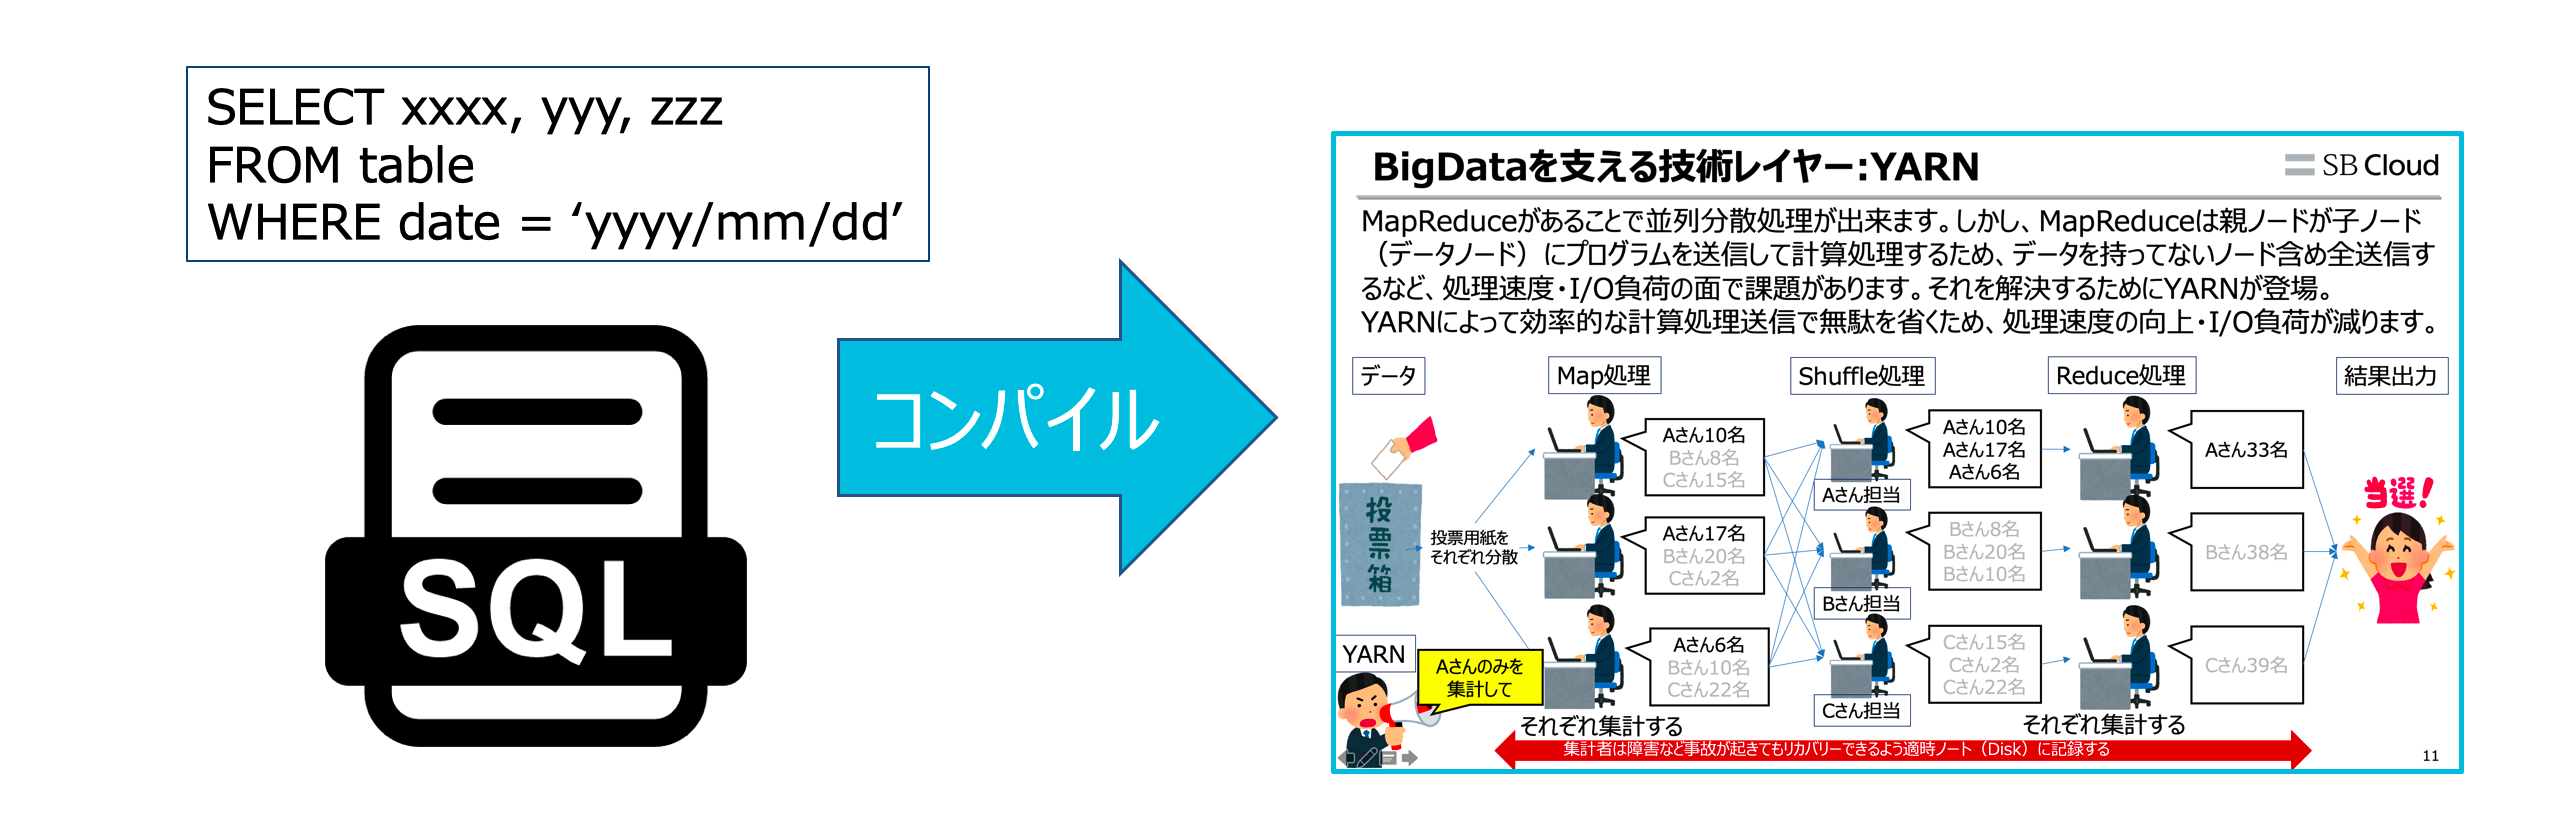 SELECT xxxx, yyy, zzz
FROM table
WHERE date = ‘yyyy/mm/dd’
SQL
コンパイル
BigDataを支える技術レイヤー:YARN
SB Cloud
MapReduceがあることで並列分散処理が出来ます。しかし、MapReduceは親ノードが子ノード
（データノード）にプログラムを送信して計算処理するため、データを持ってないノード含め全送信す
るなど、処理速度・I/O負荷の面で課題があります。それを解決するためにYARNが登場。
YARNによって効率的な計算処理送信で無駄を省くため、処理速度の向上・I/O負荷が減ります。
データ
Map処理
Shuffle処理
Reduce処理
結果出力
投票箱
投票用紙を
それぞれ分散
Aさん10名
Bさん8名
Cさん15名
Aさん17名
Bさん20名
Cさん2名
Aさん6名
Bさん10名
Cさん22名
それぞれ集計する
Aさん担当
Aさん10名
Aさん17名
Aさん6名
Bさん担当
Bさん8名
Bさん20名
Bさん10名
Cさん担当
Cさん15名
Cさん2名
Cさん22名
Aさん33名
Bさん38名
Cさん39名
それぞれ集計する
当選!
YARN
Aさんのみを
集計して
集計者は障害など事故が起きてもリカバリーできるよう適時ノート（Disk）に記録する
11